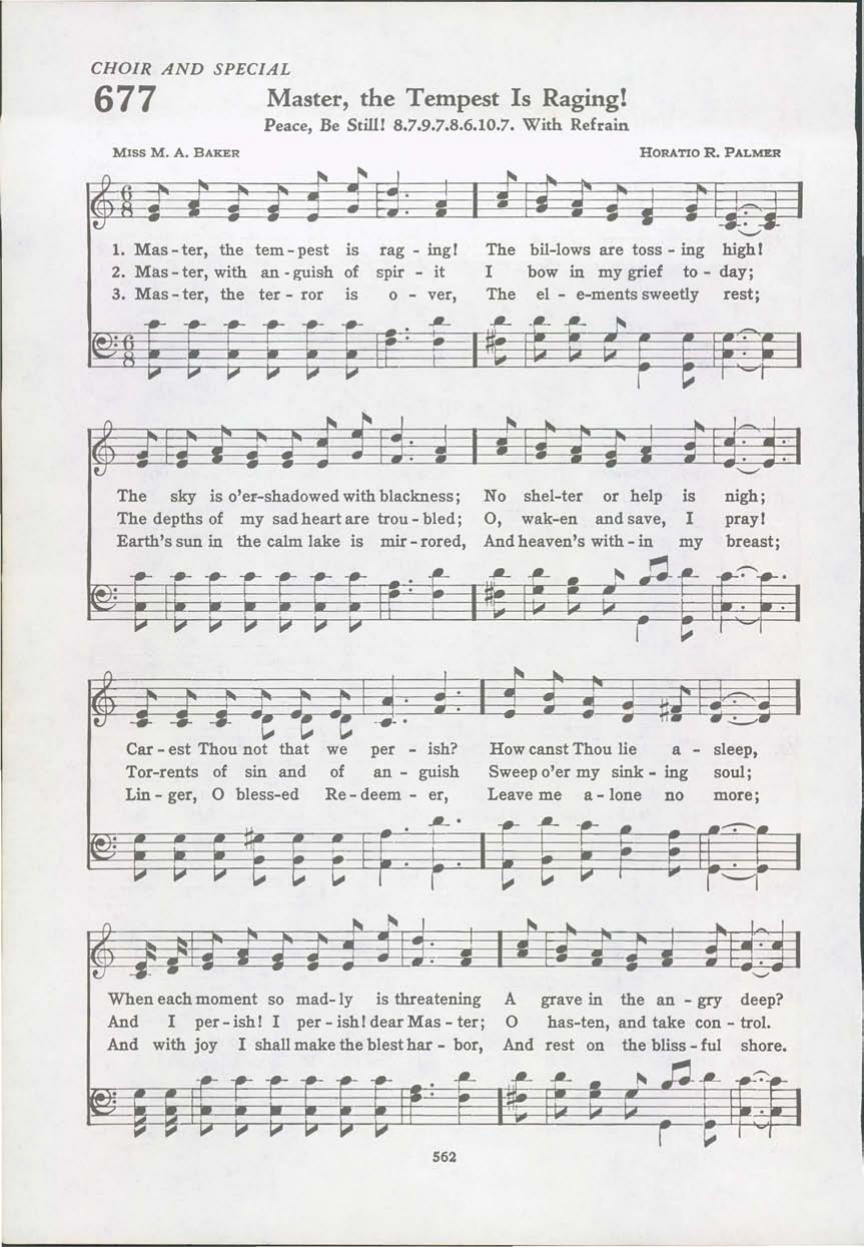 CHOIR AND SPECIAL
677 Master, the Tempest Is Raging!
Peace, Be Still! 8.7.9.7.8.6.10.7. With Refrain
MISS M. A. BAKER HORATIO R. PALMER
1. Mas-ter, the tem-pest is rag-ing! The bil-lows are toss-ing high!
2. Mas-ter, with an-guish of spir-it I bow in my grief to-day;
3. Mas-ter, the ter-ror is o-ver, The el-e-ments sweetly rest;
The sky is o'er-shadowed with blackness; No shel-ter or help is nigh;
The depths of my sad heart are trou-bled; O, wak-en and save, I pray!
Earth's sun in the calm lake is mir-rored, And heaven's with-in my breast;
Car-est Thou not that we per-ish? How canst Thou lie a-sleep,
Tor-rents of sin and of an-guish Sweep o'er my sink-ing soul;
Lin-ger, O bless-ed Re-deem-er, Leave me a-lone no more;
When each moment so mad-ly is threatening A grave in the an-gry deep?
And I per-ish! I per-ish! dear Mas-ter; O has-ten, and take con-trol.
And with joy I shall make the blest har-bor, And rest on the bliss-ful shore.
562